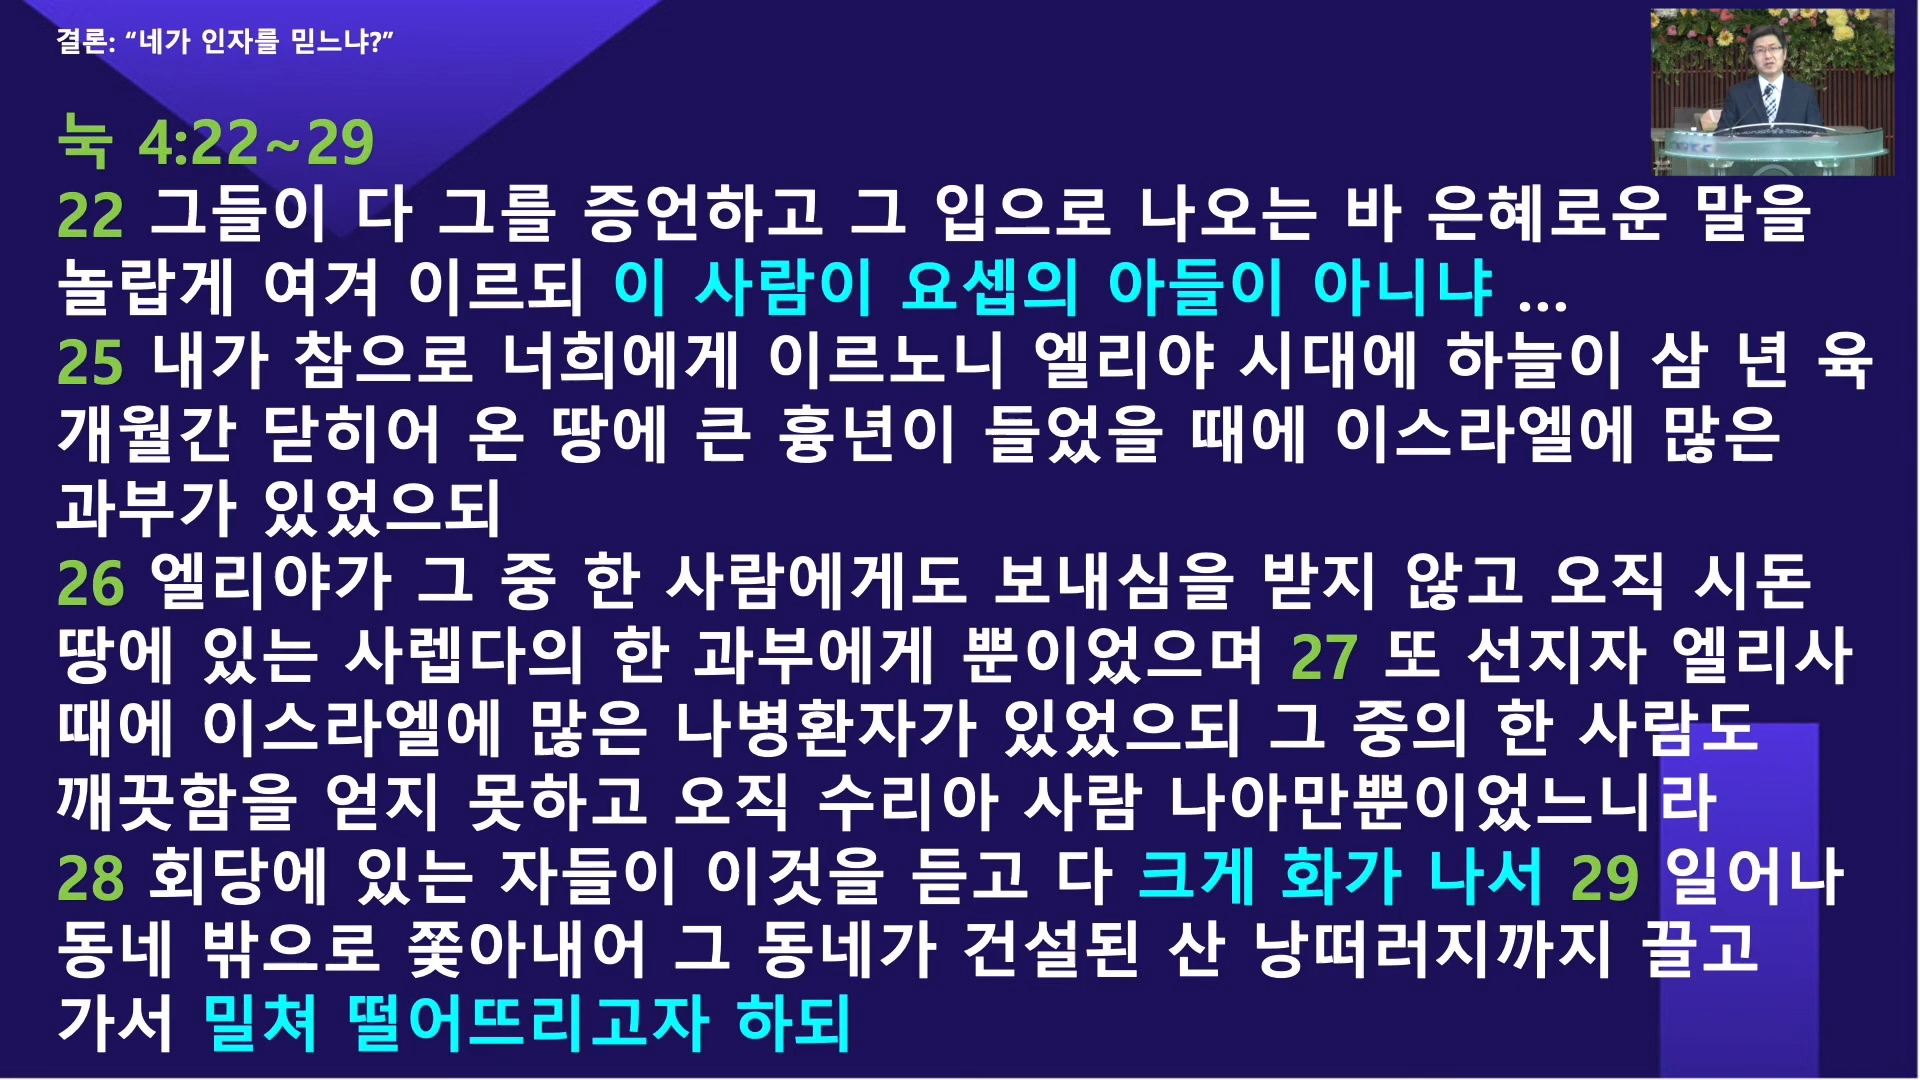 결론: “네가 인자를 믿느냐?”
눅 4:22~29
22 그들이 다 그를 증언하고 그 입으로 나오는 바 은혜로운 말을
놀랍게 여겨 이르되 이 사람이 요셉의 아들이 아니냐 ...
25 내가 참으로 너희에게 이르노니 엘리야 시대에 하늘이 삼 년 육
개월간 닫히어 온 땅에 큰 흉년이 들었을 때에 이스라엘에 많은
과부가 있었으되
26 엘리야가 그 중 한 사람에게도 보내심을 받지 않고 오직 시돈
땅에 있는 사렙다의 한 과부에게 뿐이었으며 27 또 선지자 엘리사
때에 이스라엘에 많은 나병환자가 있었으되 그 중의 한 사람도
깨끗함을 얻지 못하고 오직 수리아 사람 나아만뿐이었느니라
28 회당에 있는 자들이 이것을 듣고 다 크게 화가 나서 29 일어나
동네 밖으로 쫓아내어 그 동네가 건설된 산 낭떠러지까지 끌고
가서 밀쳐 떨어뜨리고자 하되